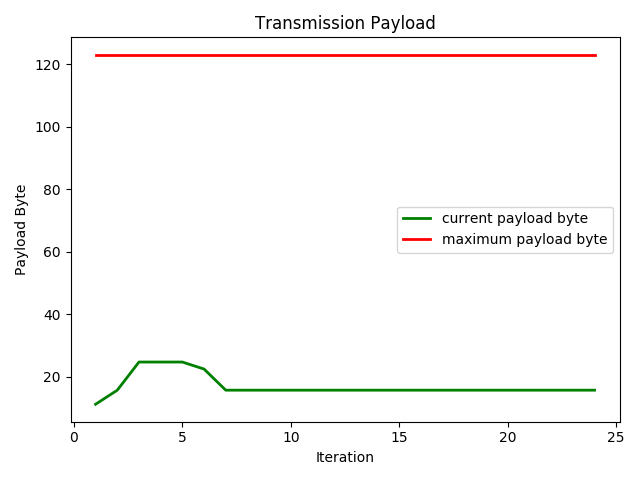 Transmission Payload
Payload Byte
120
100
80
60
40
20
current payload byte
maximum payload byte
0
5
10
15
20
25
Iteration